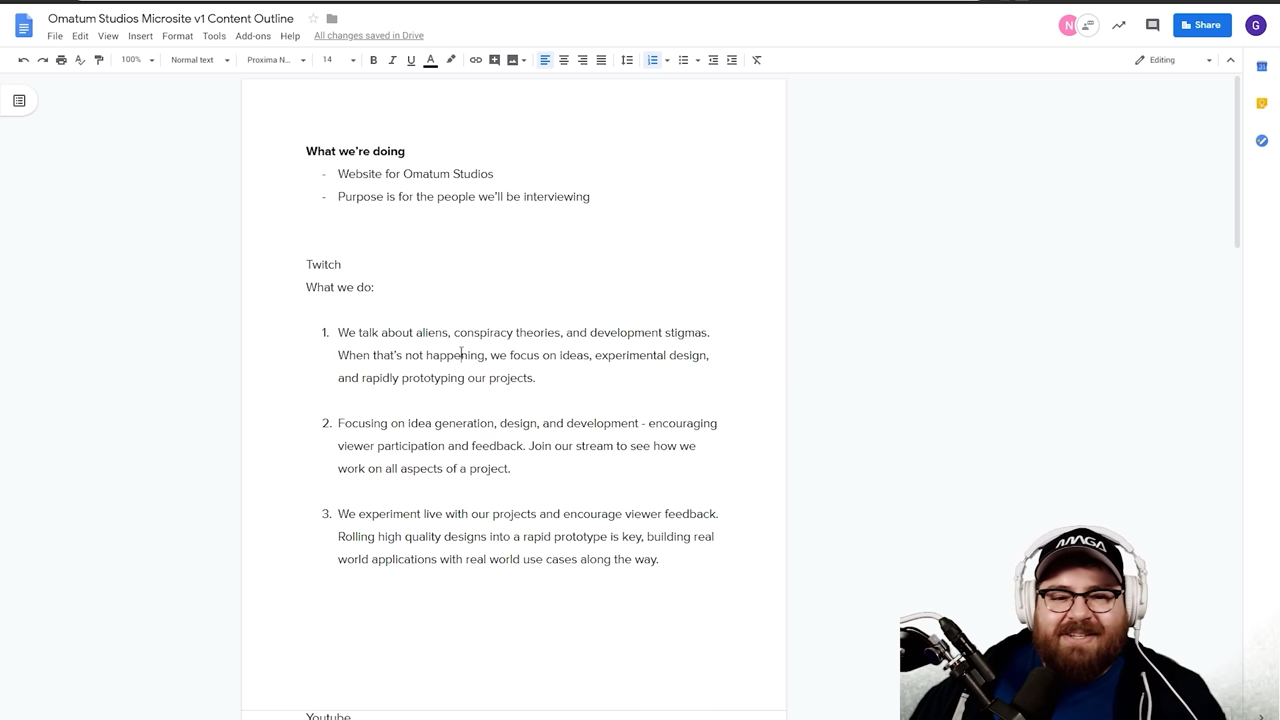 Omatum Studios Microsite v1 Content Outline
File Edit View Insert Format Tools Add-ons Help All changes saved in Drive
N
Share
G
100% Normal text Proxima N... 14 Editing
What we're doing
- Website for Omatum Studios
- Purpose is for the people we'll be interviewing
Twitch
What we do:
1. We talk about aliens, conspiracy theories, and development stigmas.
When that's not happening, we focus on ideas, experimental design,
and rapidly prototyping our projects.
2. Focusing on idea generation, design, and development - encouraging
viewer participation and feedback. Join our stream to see how we
work on all aspects of a project.
3. We experiment live with our projects and encourage viewer feedback.
Rolling high quality designs into a rapid prototype is key, building real
world applications with real world use cases along the way.
Youtube